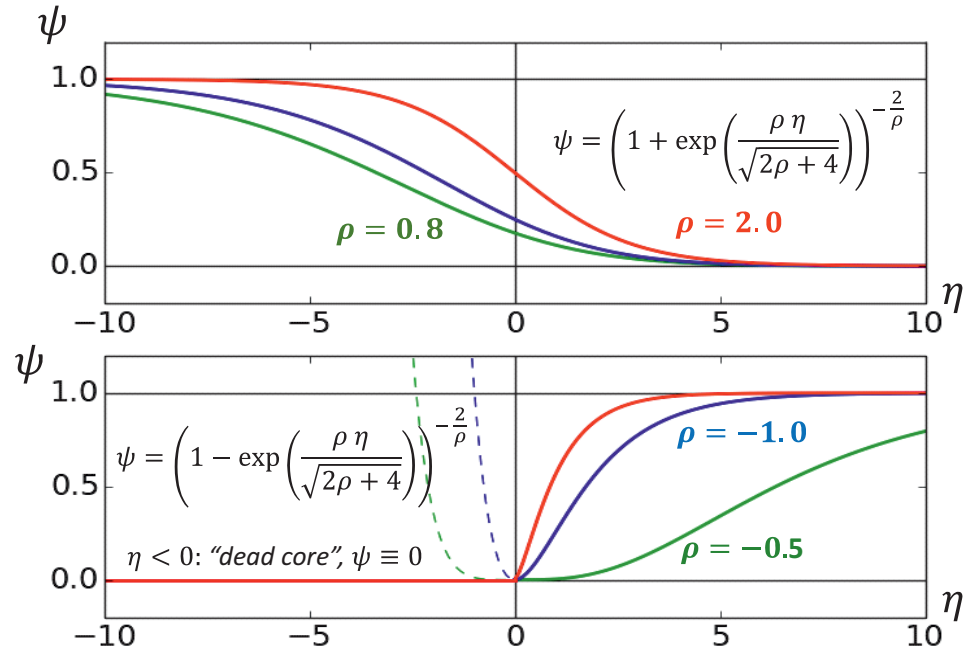 ψ
1.0
0.5
0.0
ψ = (1 + exp(ρ η / √(2ρ + 4)))^(−2/ρ)
ρ = 0.8
ρ = 2.0
−10 −5 0 5 10
η
ψ
1.0
0.5
0.0
ψ = (1 − exp(ρ η / √(2ρ + 4)))^(−2/ρ)
ρ = −1.0
ρ = −0.5
η < 0: “dead core”, ψ ≡ 0
−10 −5 0 5 10
η